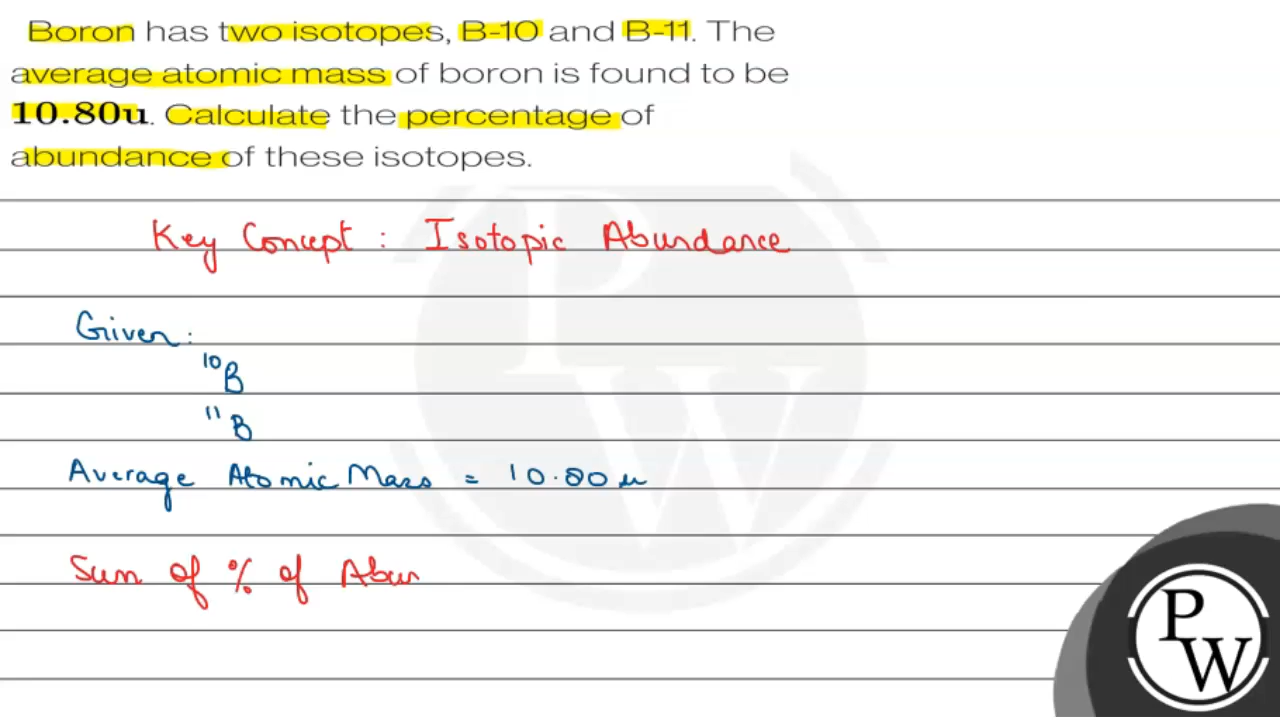 Boron has two isotopes, B-10 and B-11. The
average atomic mass of boron is found to be
10.80u. Calculate the percentage of
abundance of these isotopes.
Key Concept : Isotopic Abundance
Given :
¹⁰B
¹¹B
Average Atomic Mass = 10.80 u
Sum of % of Abun
P
W
P
W